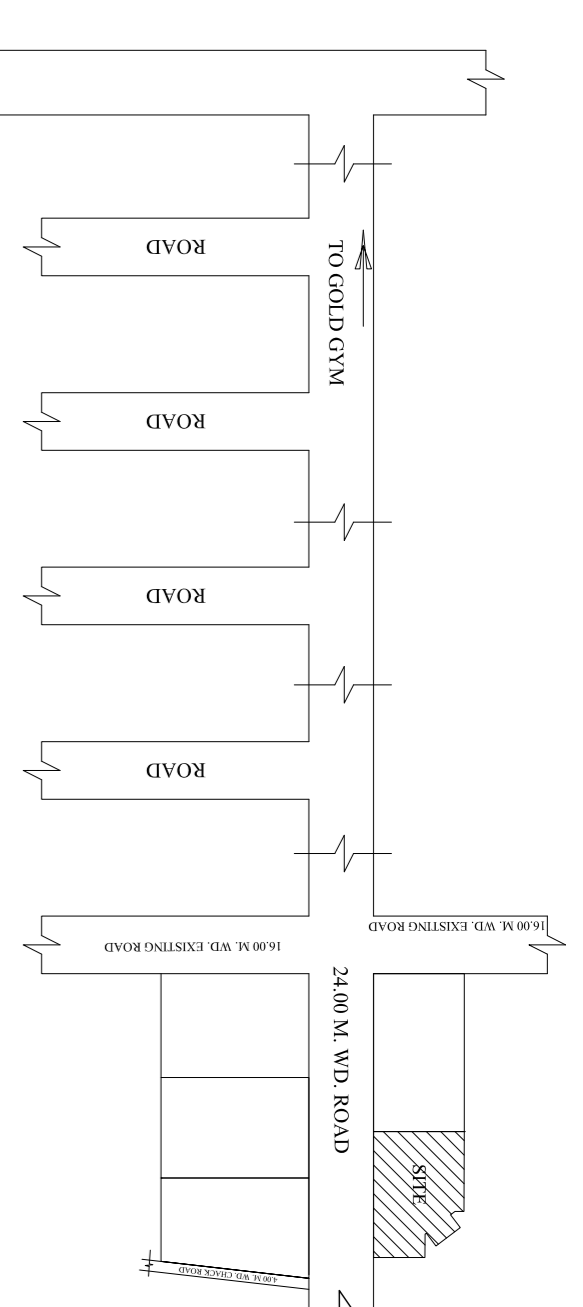 ROAD
TO GOLD GYM
ROAD
ROAD
ROAD
16.00 M. WD. EXISTING ROAD
16.00 M. WD. EXISTING ROAD
24.00 M. WD. ROAD
SITE
4.00 M. WD. CHACK ROAD